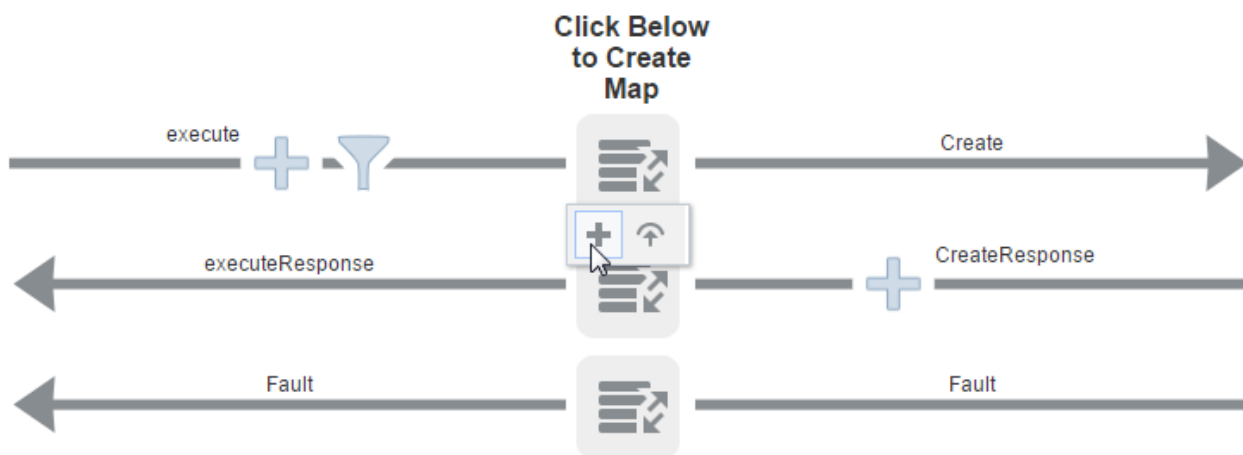 Click Below
to Create
Map
execute
Create
executeResponse
CreateResponse
Fault
Fault